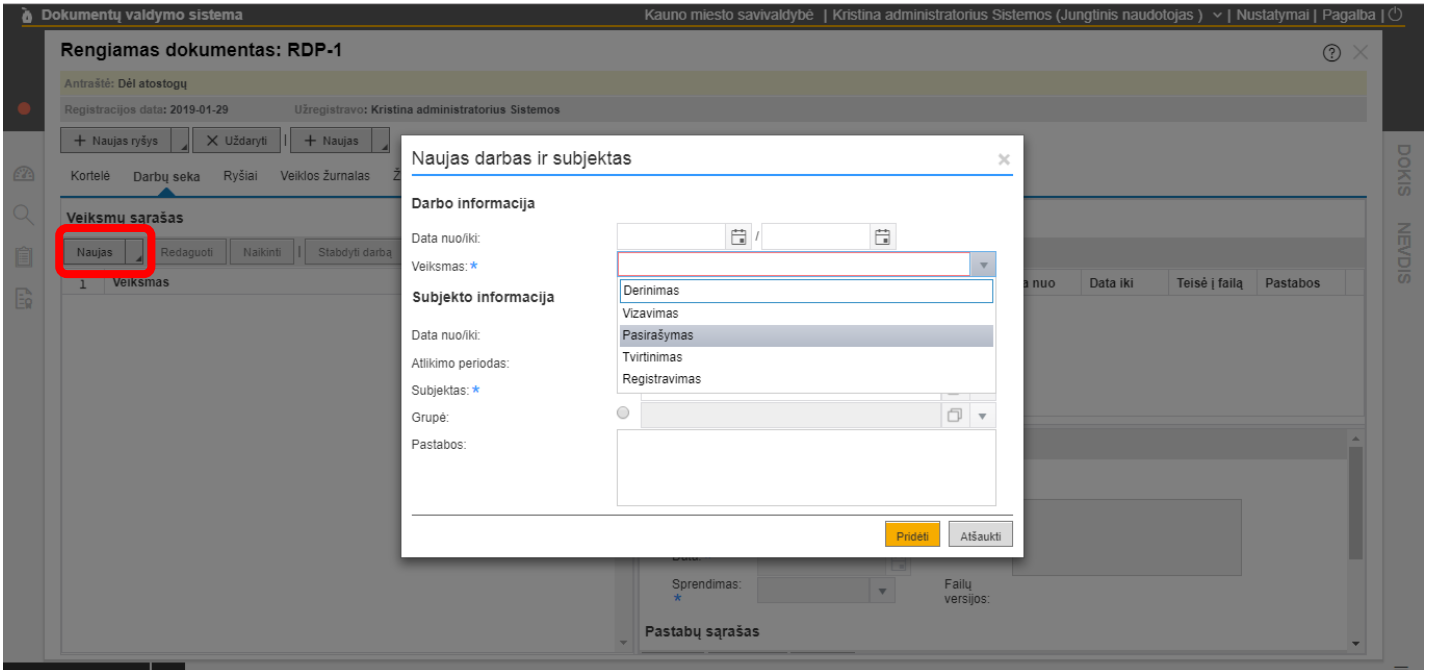 Dokumentų valdymo sistema
Kauno miesto savivaldybė | Kristina administratorius Sistemos (Jungtinis naudotojas ) | Nustatymai | Pagalba |
Rengiamas dokumentas: RDP-1
Antraštė: Dėl atostogų
Registracijos data: 2019-01-29 Užregistravo: Kristina administratorius Sistemos
+ Naujas ryšys X Uždaryti | + Naujas
Kortelė Darbų seka Ryšiai Veiklos žurnalas Ž
Veiksmų sąrašas
Naujas Redaguoti Naikinti | Stabdyti darbą
1 Veiksmas
a nuo Data iki Teisė į failą Pastabos
DOKIS
NEVDIS
Naujas darbas ir subjektas
Darbo informacija
Data nuo/iki: /
Veiksmas: *
Derinimas
Vizavimas
Pasirašymas
Tvirtinimas
Registravimas
Subjekto informacija
Data nuo/iki:
Atlikimo periodas:
Subjektas: *
Grupė:
Pastabos:
Pridėti Atšaukti
Sprendimas:
*
Failų
versijos:
Pastabų sąrašas